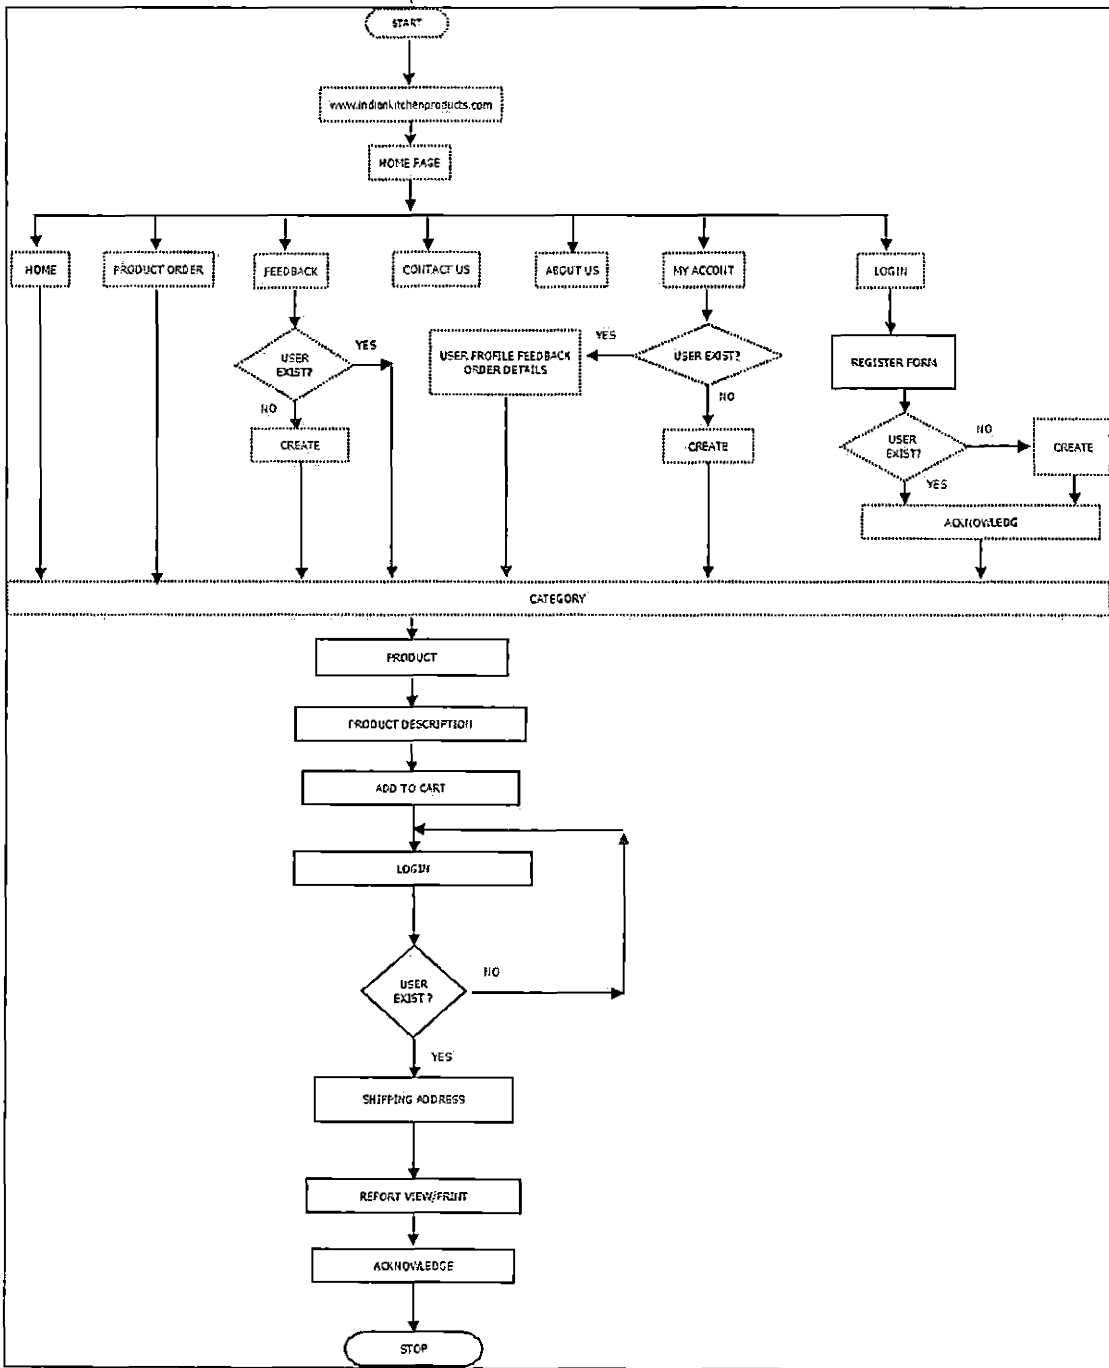 START
www.indiankitchenproducts.com
HOME PAGE
HOME
PRODUCT ORDER
FEEDBACK
CONTACT US
ABOUT US
MY ACCONT
LOGIN
USER
EXIST?
YES
NO
CREATE
YES
USER PROFILE FEEDBACK
ORDER DETAILS
USER EXIST?
NO
CREATE
REGISTER FORM
USER
EXIST?
NO
CREATE
YES
ACKNOWLEDG
CATEGORY
PRODUCT
PRODUCT DESCRIPTION
ADD TO CART
LOGIN
USER
EXIST ?
NO
YES
SHIPPING ADDRESS
REPORT VIEW/PRINT
ACKNOWLEDGE
STOP